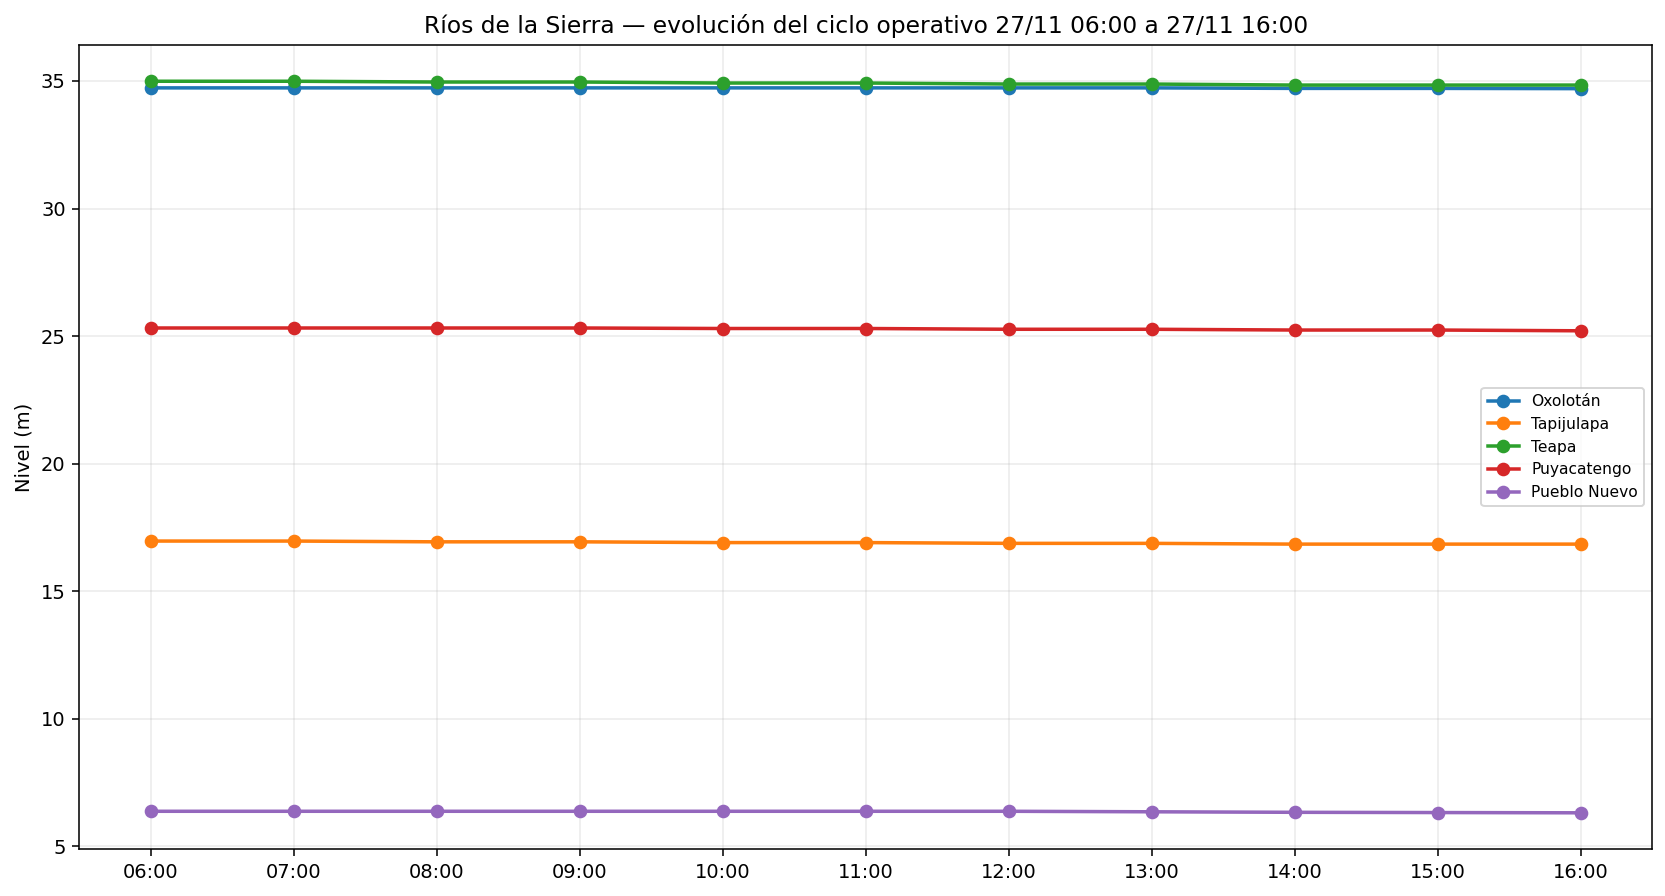 Ríos de la Sierra — evolución del ciclo operativo 27/11 06:00 a 27/11 16:00
Nivel (m)
35
30
25
20
15
10
5
Oxolotán
Tapijulapa
Teapa
Puyacatengo
Pueblo Nuevo
06:00 07:00 08:00 09:00 10:00 11:00 12:00 13:00 14:00 15:00 16:00